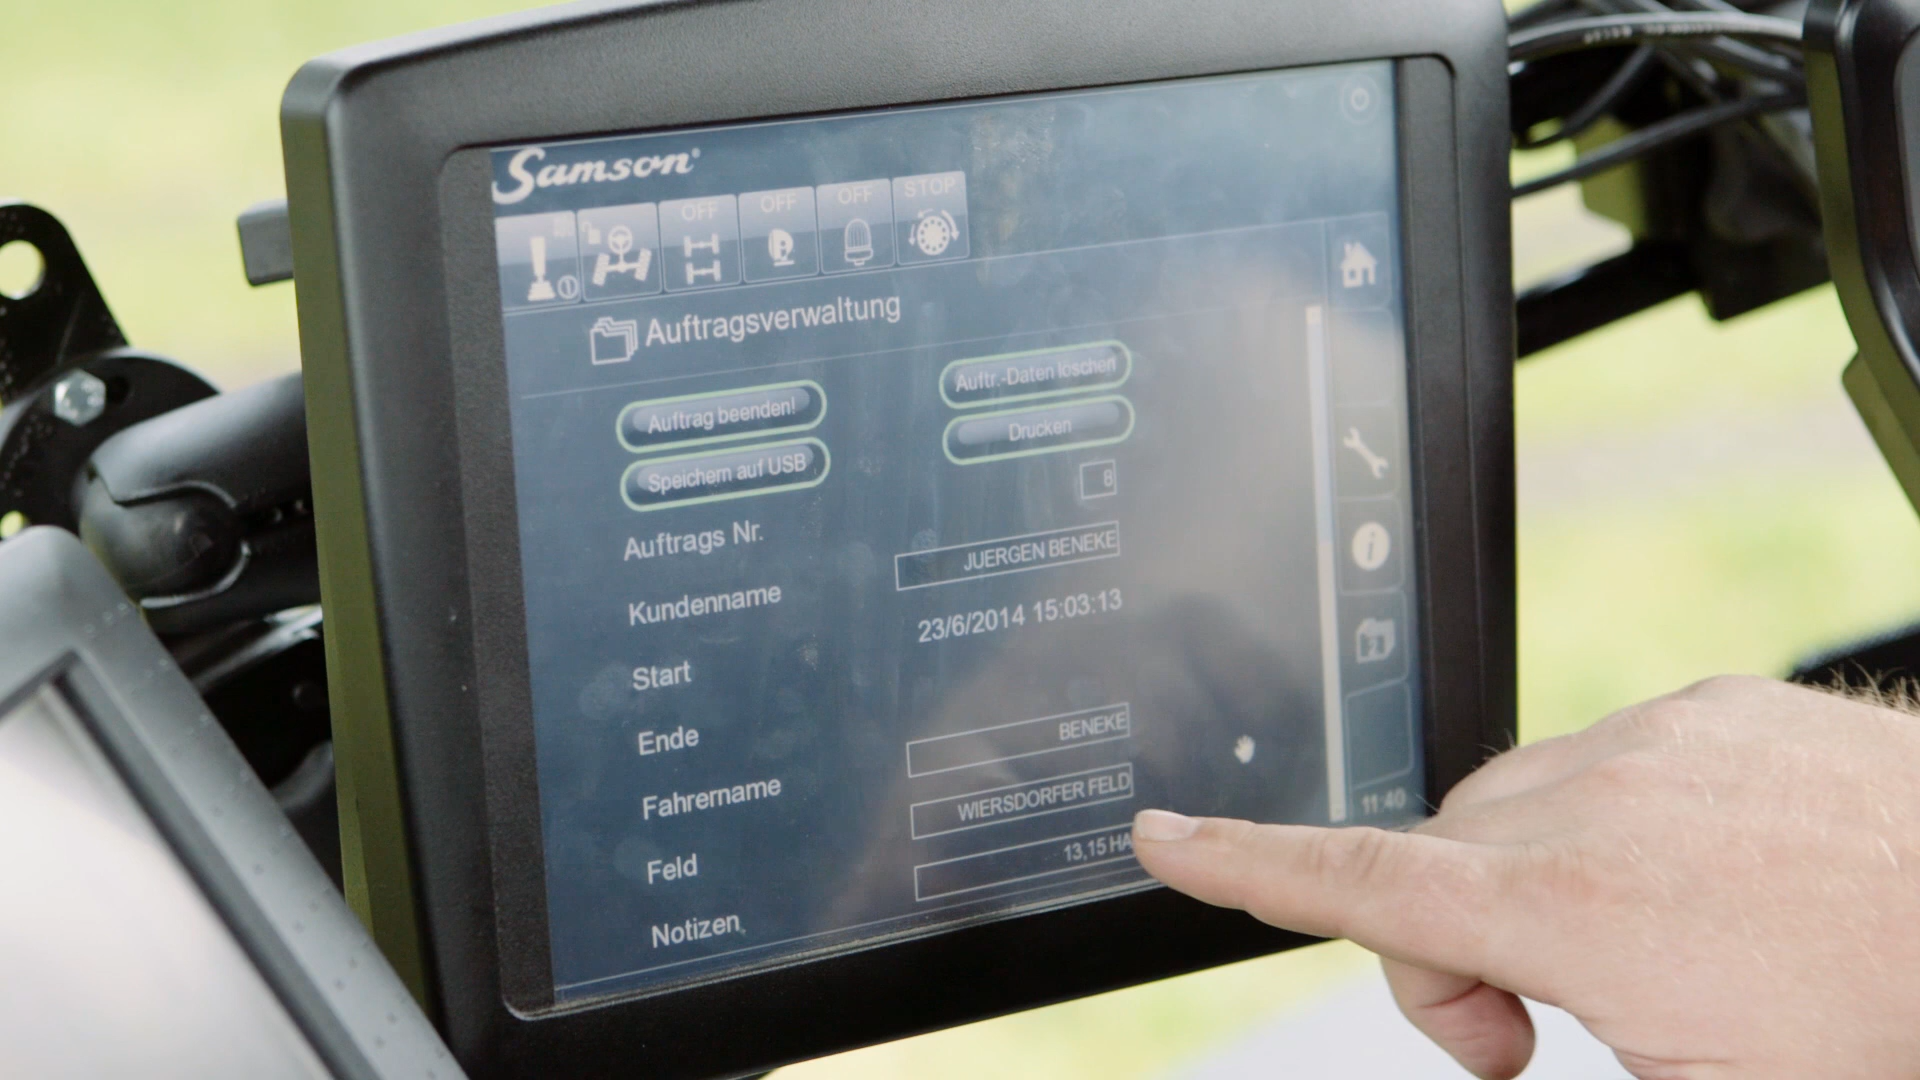 Samson
OFF OFF OFF STOP
Auftragsverwaltung
Auftrag beenden! Auftr.-Daten löschen
Speichern auf USB Drucken
Auftrags Nr. 8
Kundenname JUERGEN BENEKE
Start 23/6/2014 15:03:13
Ende
Fahrername BENEKE
Feld WIERSDORFER FELD
Notizen 13,15 HA
11:40